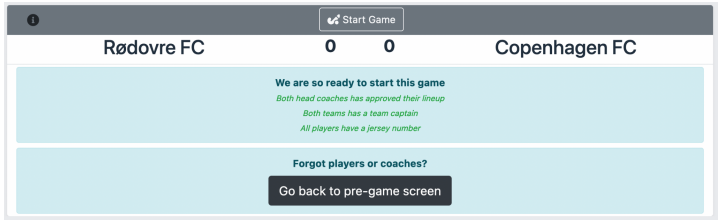 Start Game
Rødovre FC 0 0 Copenhagen FC
We are so ready to start this game
Both head coaches has approved their lineup
Both teams has a team captain
All players have a jersey number
Forgot players or coaches?
Go back to pre-game screen